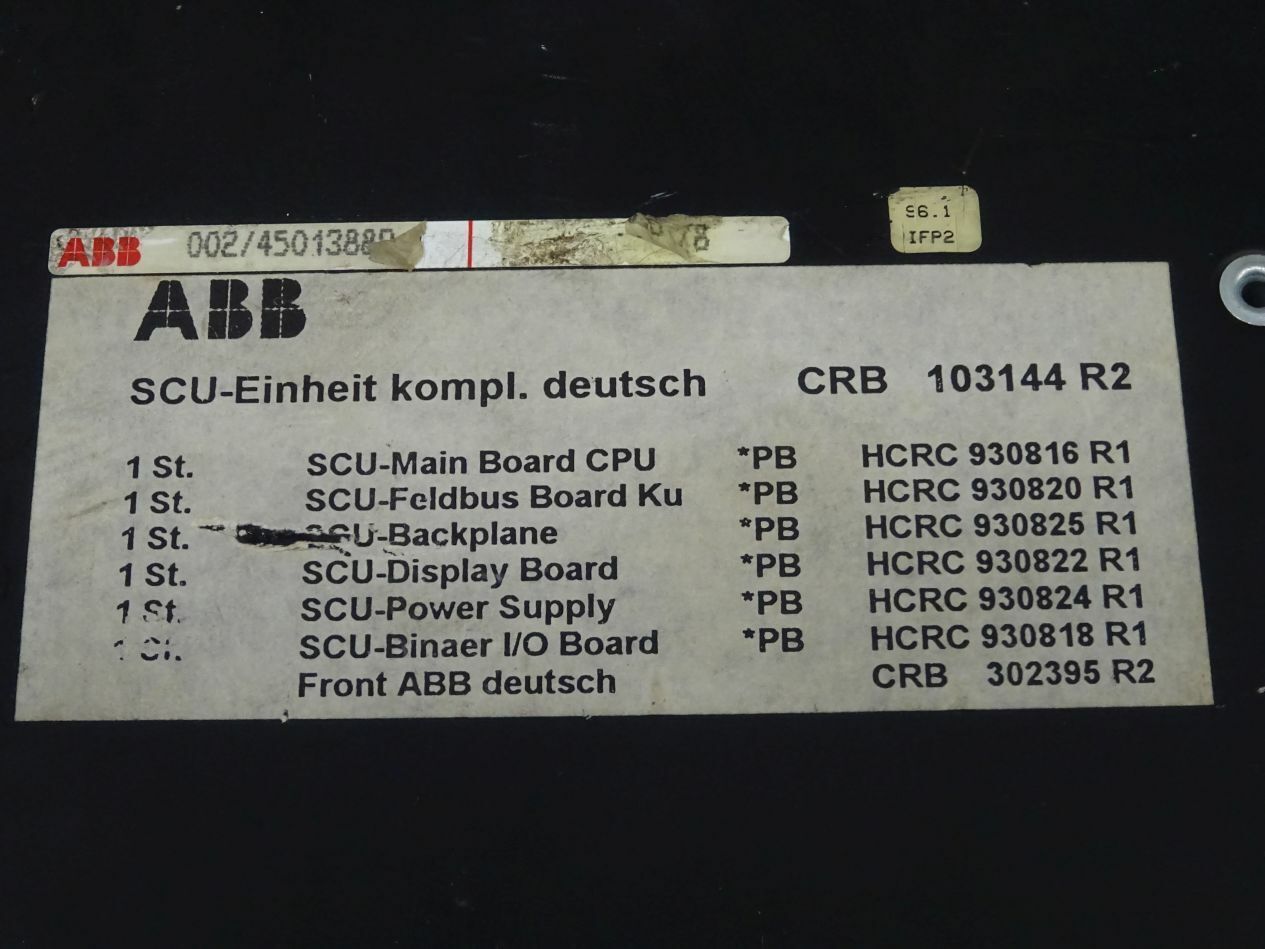 96.1
IFP2
ABB
ABB
SCU-Einheit kompl. deutsch CRB 103144 R2
1 St. SCU-Main Board CPU *PB HCRC 930816 R1
1 St. SCU-Feldbus Board Ku *PB HCRC 930820 R1
1 St. SCU-Backplane *PB HCRC 930825 R1
1 St. SCU-Display Board *PB HCRC 930822 R1
1 St. SCU-Power Supply *PB HCRC 930824 R1
1 St. SCU-Binaer I/O Board *PB HCRC 930818 R1
Front ABB deutsch CRB 302395 R2